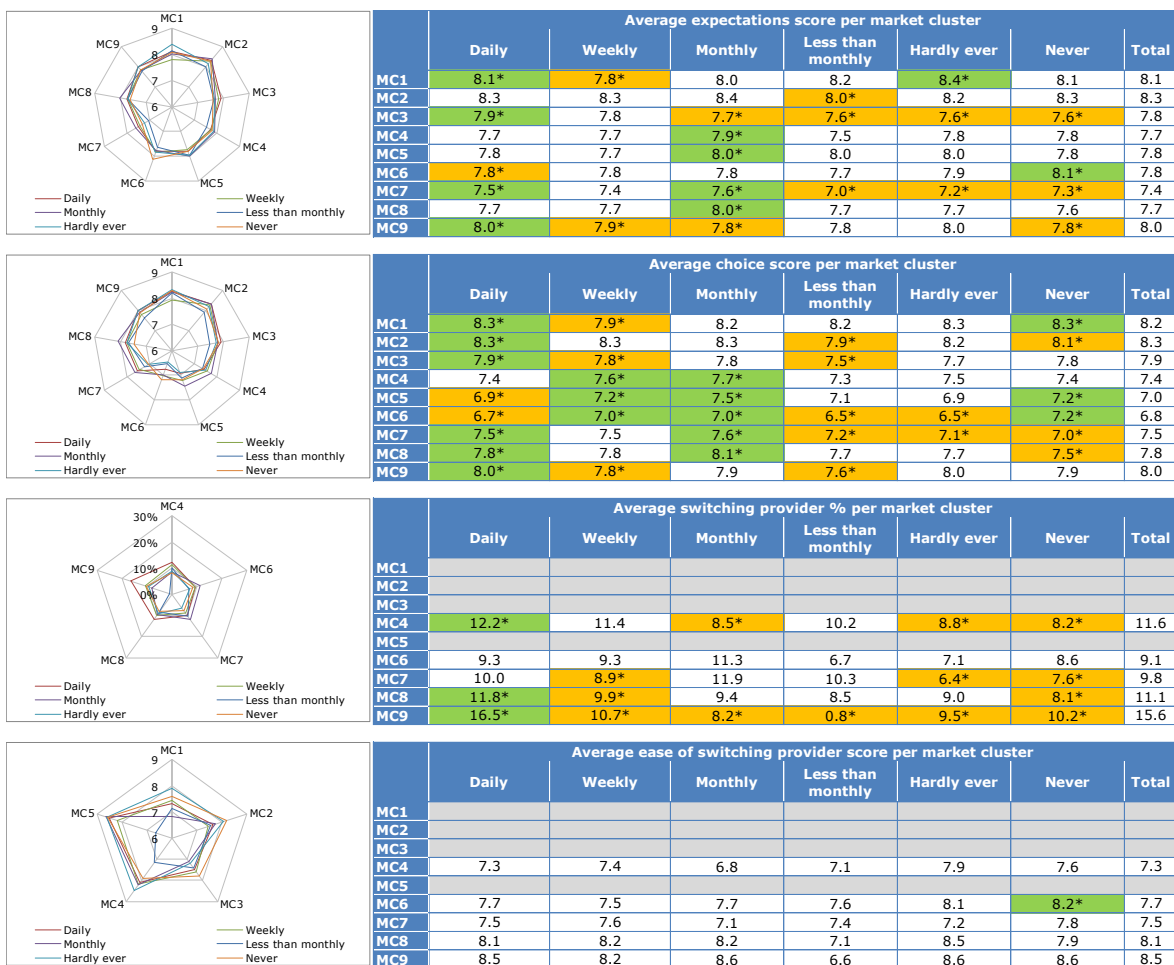 MC1
9
8
7
6
MC2
MC3
MC4
MC5
MC6
MC7
MC8
MC9
Daily
Weekly
Monthly
Less than monthly
Hardly ever
Never
Average expectations score per market cluster
Daily Weekly Monthly Less than monthly Hardly ever Never Total
MC1 8.1* 7.8* 8.0 8.2 8.4* 8.1 8.1
MC2 8.3 8.3 8.4 8.0* 8.2 8.3 8.3
MC3 7.9* 7.8 7.7* 7.6* 7.6* 7.6* 7.8
MC4 7.7 7.7 7.9* 7.5 7.8 7.8 7.7
MC5 7.8 7.7 8.0* 8.0 8.0 7.8 7.8
MC6 7.8* 7.8 7.8 7.7 7.9 8.1* 7.8
MC7 7.5* 7.4 7.6* 7.0* 7.2* 7.3* 7.4
MC8 7.7 7.7 8.0* 7.7 7.7 7.6 7.7
MC9 8.0* 7.9* 7.8* 7.8 8.0 7.8* 8.0
MC1
9
8
7
6
MC2
MC3
MC4
MC5
MC6
MC7
MC8
MC9
Daily
Weekly
Monthly
Less than monthly
Hardly ever
Never
Average choice score per market cluster
Daily Weekly Monthly Less than monthly Hardly ever Never Total
MC1 8.3* 7.9* 8.2 8.2 8.3 8.3* 8.2
MC2 8.3* 8.3 8.3 7.9* 8.2 8.1* 8.3
MC3 7.9* 7.8* 7.8 7.5* 7.7 7.8 7.9
MC4 7.4 7.6* 7.7* 7.3 7.5 7.4 7.4
MC5 6.9* 7.2* 7.5* 7.1 6.9 7.2* 7.0
MC6 6.7* 7.0* 7.0* 6.5* 6.5* 7.2* 6.8
MC7 7.5* 7.5 7.6* 7.2* 7.1* 7.0* 7.5
MC8 7.8* 7.8 8.1* 7.7 7.7 7.5* 7.8
MC9 8.0* 7.8* 7.9 7.6* 8.0 7.9 8.0
MC4
30%
20%
10%
0%
MC6
MC7
MC8
MC9
Daily
Weekly
Monthly
Less than monthly
Hardly ever
Never
Average switching provider % per market cluster
Daily Weekly Monthly Less than monthly Hardly ever Never Total
MC1
MC2
MC3
MC4 12.2* 11.4 8.5* 10.2 8.8* 8.2* 11.6
MC5
MC6 9.3 9.3 11.3 6.7 7.1 8.6 9.1
MC7 10.0 8.9* 11.9 10.3 6.4* 7.6* 9.8
MC8 11.8* 9.9* 9.4 8.5 9.0 8.1* 11.1
MC9 16.5* 10.7* 8.2* 0.8* 9.5* 10.2* 15.6
MC1
9
8
7
6
MC2
MC3
MC4
MC5
Daily
Weekly
Monthly
Less than monthly
Hardly ever
Never
Average ease of switching provider score per market cluster
Daily Weekly Monthly Less than monthly Hardly ever Never Total
MC1
MC2
MC3
MC4 7.3 7.4 6.8 7.1 7.9 7.6 7.3
MC5
MC6 7.7 7.5 7.7 7.6 8.1 8.2* 7.7
MC7 7.5 7.6 7.1 7.4 7.2 7.8 7.5
MC8 8.1 8.2 8.2 7.1 8.5 7.9 8.1
MC9 8.5 8.2 8.6 6.6 8.6 8.6 8.5